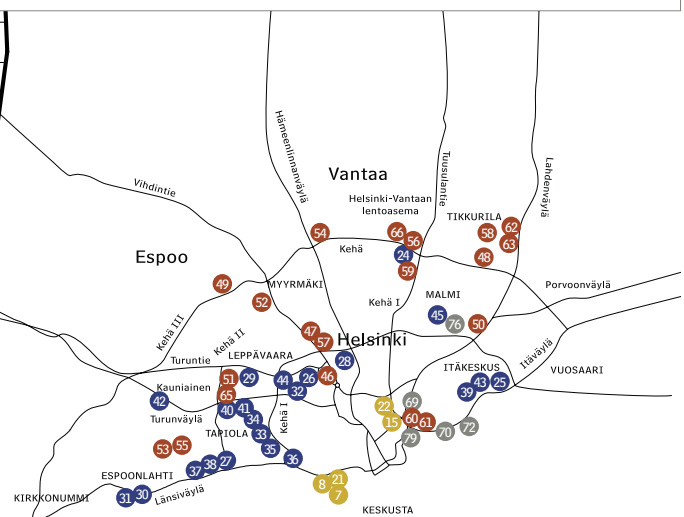 Hämeenlinnanväylä
Vantaa
Tuusulantie
Lahdenväylä
Vihdintie
Helsinki-Vantaan
lentoasema
TIKKURILA
54
66
56
58
62
63
Espoo
Kehä
24
48
59
49
MYYRMÄKI
52
Kehä I
MALMI
Porvoonväylä
45
76
50
Kehä III
Kehä II
47
57
Helsinki
Turuntie
LEPPÄVAARA
28
ITÄKESKUS
Itäväylä
VUOSAARI
51
29
44
26
46
32
39
43
25
Kauniainen
65
42
40
41
34
Kehä I
22
69
15
60
61
Turunväylä
TAPIOLA
33
79
70
72
53
55
35
36
ESPOONLAHTI
37
38
27
8
21
7
KIRKKONUMMI
31
30
Länsiväylä
KESKUSTA